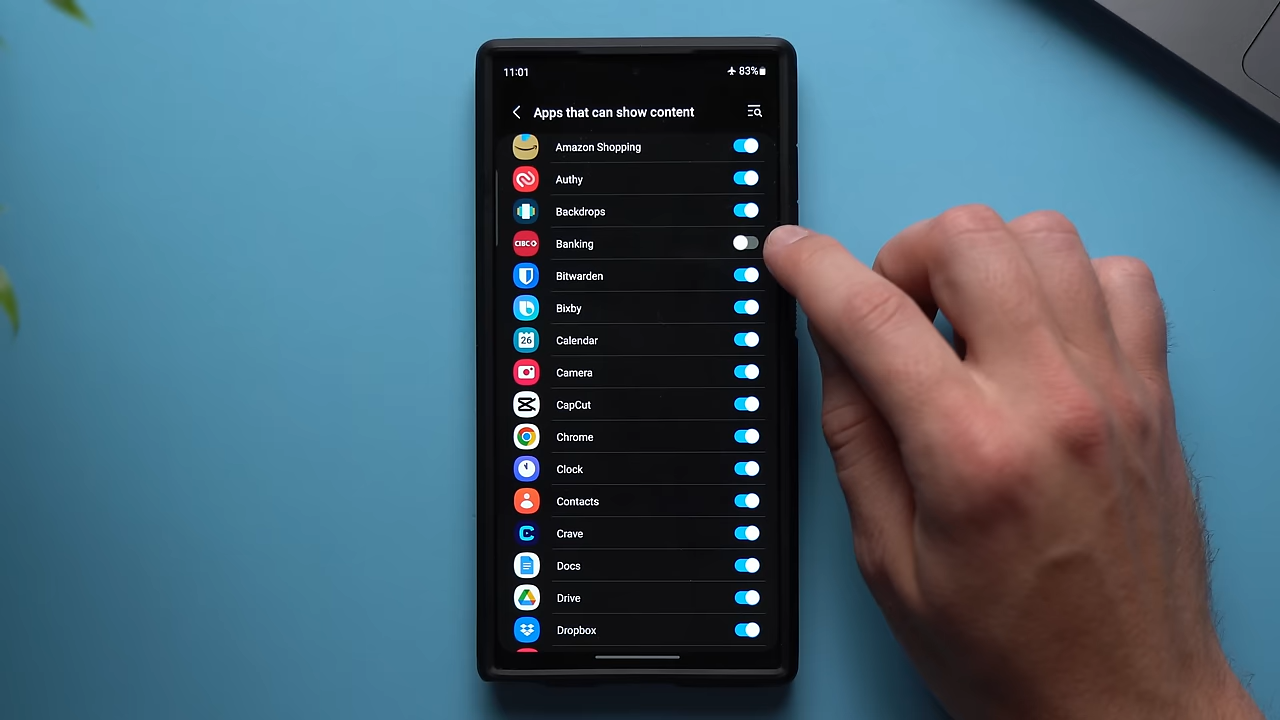 11:01
83%
Apps that can show content
Amazon Shopping
Authy
Backdrops
CIBC
Banking
Bitwarden
Bixby
26
Calendar
Camera
CapCut
Chrome
Clock
Contacts
Crave
Docs
Drive
Dropbox